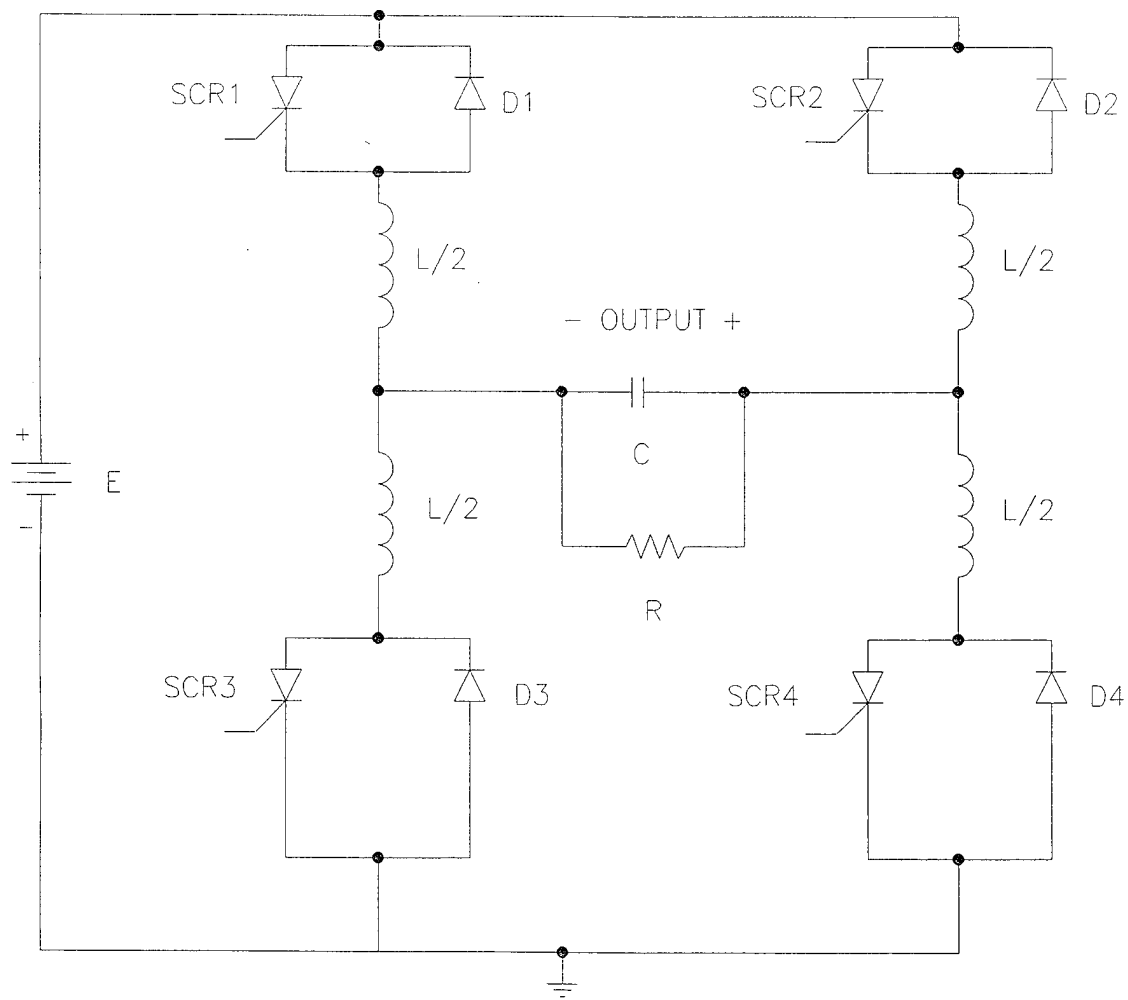 SCR1
D1
SCR2
D2
L/2
L/2
- OUTPUT +
+
E
-
C
L/2
L/2
R
SCR3
D3
SCR4
D4